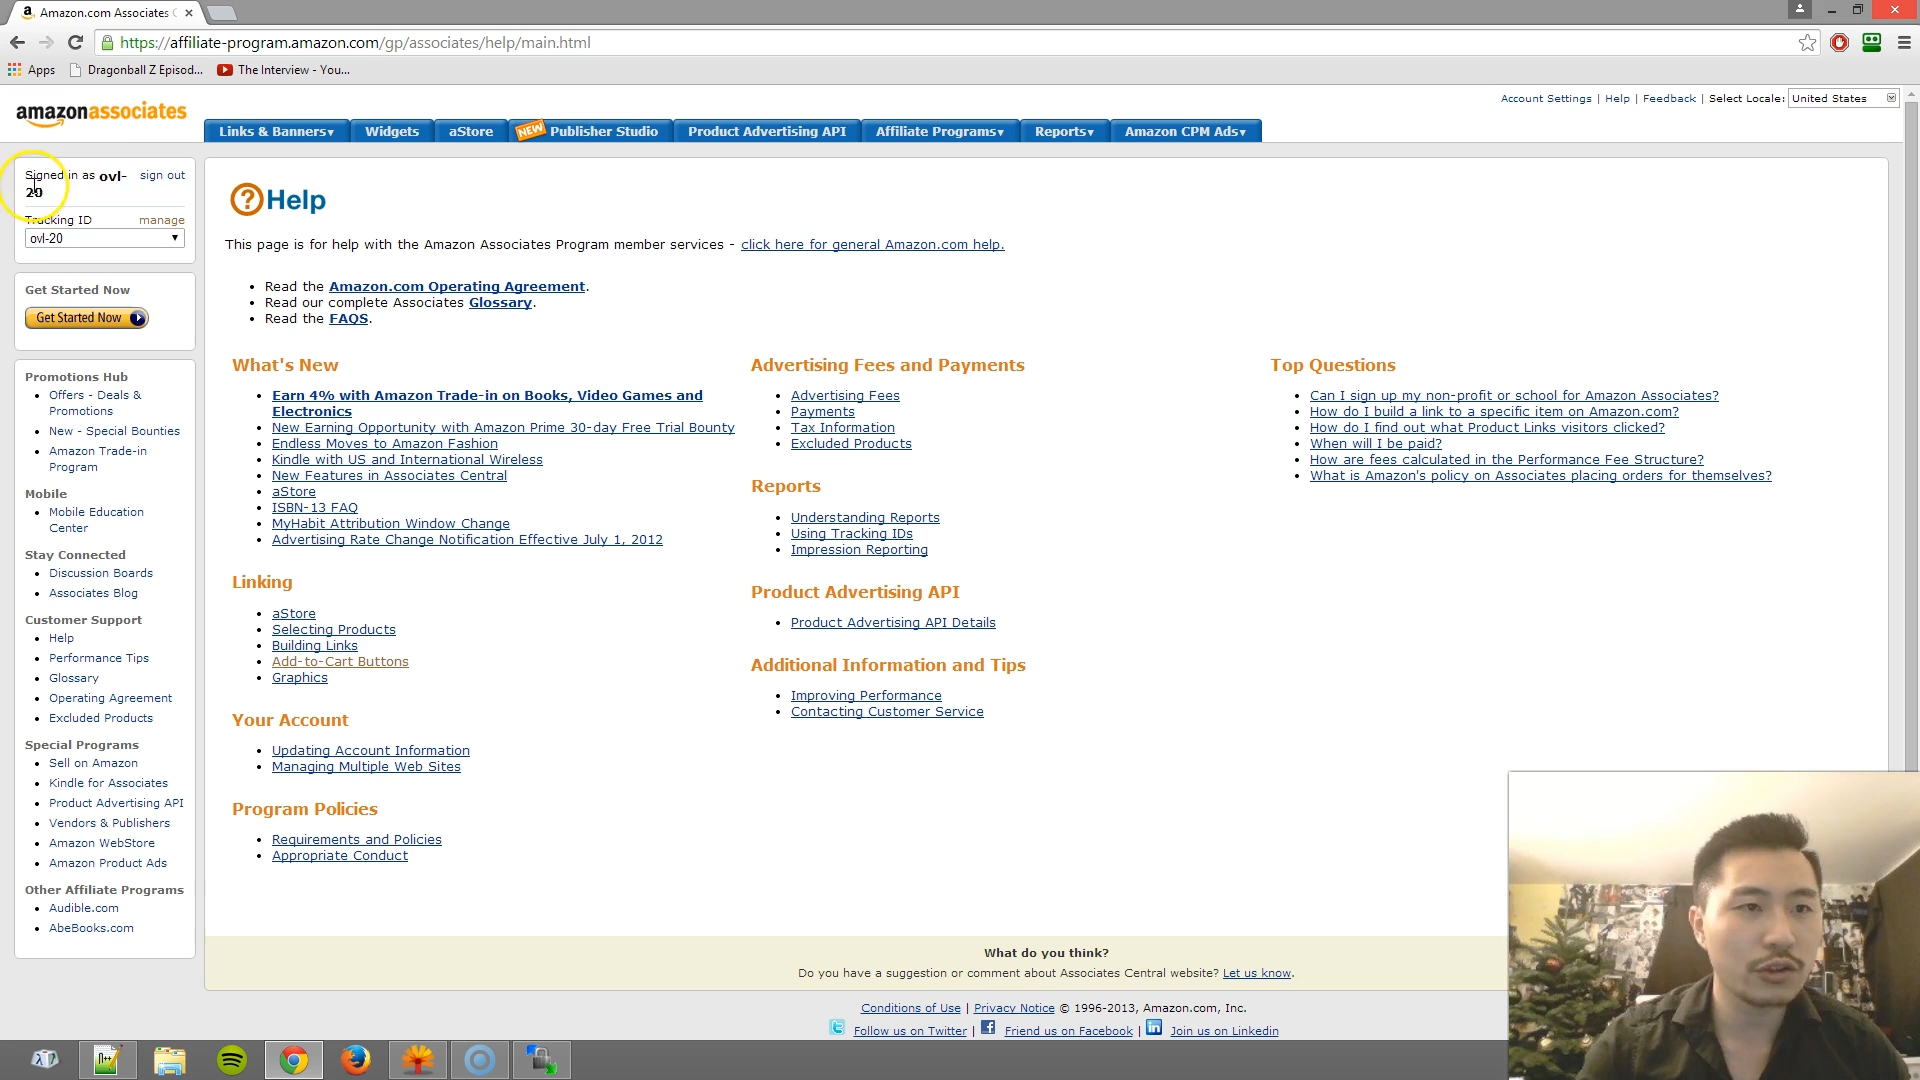 Amazon.com Associates C
https://affiliate-program.amazon.com/gp/associates/help/main.html
Apps
Dragonball Z Episod...
The Interview - You...
amazonassociates
Account Settings | Help | Feedback | Select Locale: United States
Links & Banners▾
Widgets
aStore
NEW Publisher Studio
Product Advertising API
Affiliate Programs▾
Reports▾
Amazon CPM Ads▾
Signed in as ovl-20 sign out
Tracking ID manage
ovl-20
Get Started Now
Get Started Now
Promotions Hub
Offers - Deals &
Promotions
New - Special Bounties
Amazon Trade-in
Program
Mobile
Mobile Education
Center
Stay Connected
Discussion Boards
Associates Blog
Customer Support
Help
Performance Tips
Glossary
Operating Agreement
Excluded Products
Special Programs
Sell on Amazon
Kindle for Associates
Product Advertising API
Vendors & Publishers
Amazon WebStore
Amazon Product Ads
Other Affiliate Programs
Audible.com
AbeBooks.com
? Help
This page is for help with the Amazon Associates Program member services - click here for general Amazon.com help.
Read the Amazon.com Operating Agreement.
Read our complete Associates Glossary.
Read the FAQS.
What's New
Earn 4% with Amazon Trade-in on Books, Video Games and
Electronics
New Earning Opportunity with Amazon Prime 30-day Free Trial Bounty
Endless Moves to Amazon Fashion
Kindle with US and International Wireless
New Features in Associates Central
aStore
ISBN-13 FAQ
MyHabit Attribution Window Change
Advertising Rate Change Notification Effective July 1, 2012
Linking
aStore
Selecting Products
Building Links
Add-to-Cart Buttons
Graphics
Your Account
Updating Account Information
Managing Multiple Web Sites
Program Policies
Requirements and Policies
Appropriate Conduct
Advertising Fees and Payments
Advertising Fees
Payments
Tax Information
Excluded Products
Reports
Understanding Reports
Using Tracking IDs
Impression Reporting
Product Advertising API
Product Advertising API Details
Additional Information and Tips
Improving Performance
Contacting Customer Service
Top Questions
Can I sign up my non-profit or school for Amazon Associates?
How do I build a link to a specific item on Amazon.com?
How do I find out what Product Links visitors clicked?
When will I be paid?
How are fees calculated in the Performance Fee Structure?
What is Amazon's policy on Associates placing orders for themselves?
What do you think?
Do you have a suggestion or comment about Associates Central website? Let us know.
Conditions of Use | Privacy Notice © 1996-2013, Amazon.com, Inc.
Follow us on Twitter | Friend us on Facebook | Join us on Linkedin